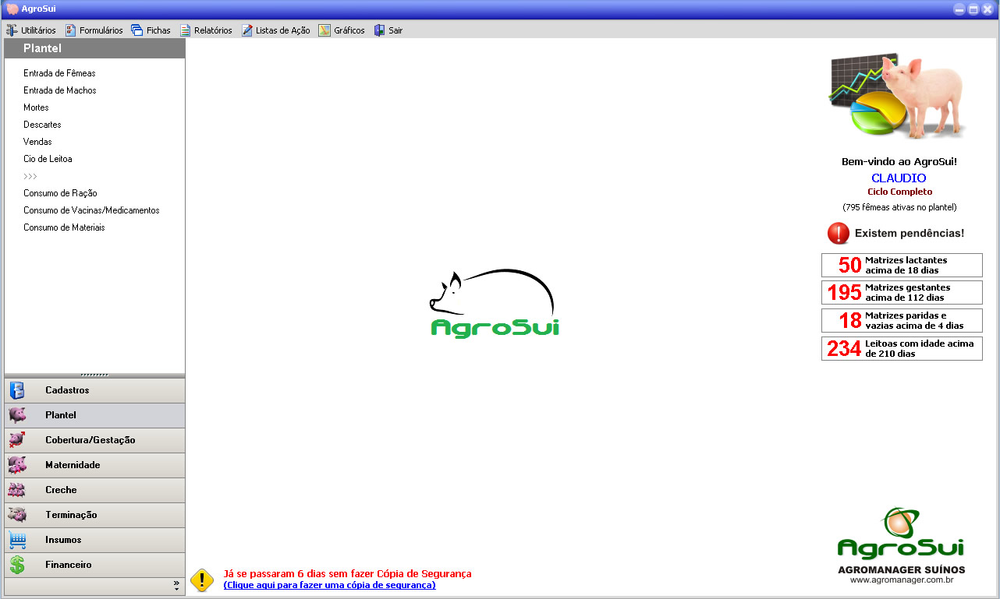 AgroSui
Utilitários Formulários Fichas Relatórios Listas de Ação Gráficos Sair
Plantel
Entrada de Fêmeas
Entrada de Machos
Mortes
Descartes
Vendas
Cio de Leitoa
>>>
Consumo de Ração
Consumo de Vacinas/Medicamentos
Consumo de Materiais
Cadastros
Plantel
Cobertura/Gestação
Maternidade
Creche
Terminação
Insumos
Financeiro
AgroSui
Bem-vindo ao AgroSui!
CLAUDIO
Ciclo Completo
(795 fêmeas ativas no plantel)
Existem pendências!
50 Matrizes lactantes
acima de 18 dias
195 Matrizes gestantes
acima de 112 dias
18 Matrizes paridas e
vazias acima de 4 dias
234 Leitoas com idade acima
de 210 dias
Já se passaram 6 dias sem fazer Cópia de Segurança
(Clique aqui para fazer uma cópia de segurança)
AgroSui
AGROMANAGER SUÍNOS
www.agromanager.com.br